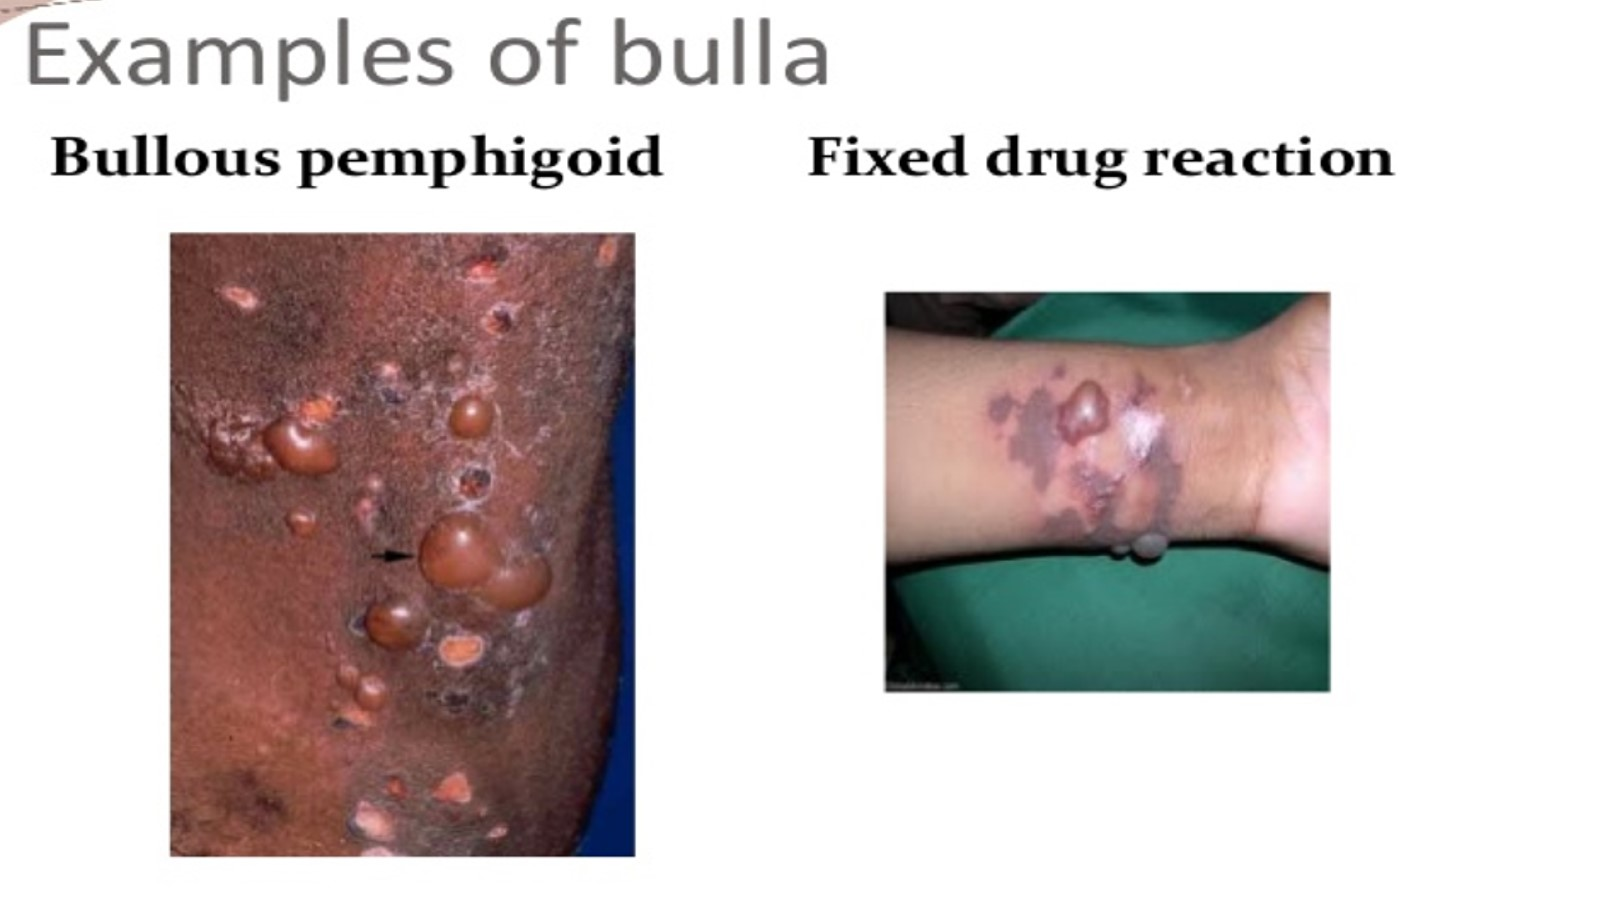 Examples of bulla
Bullous pemphigoid
Fixed drug reaction